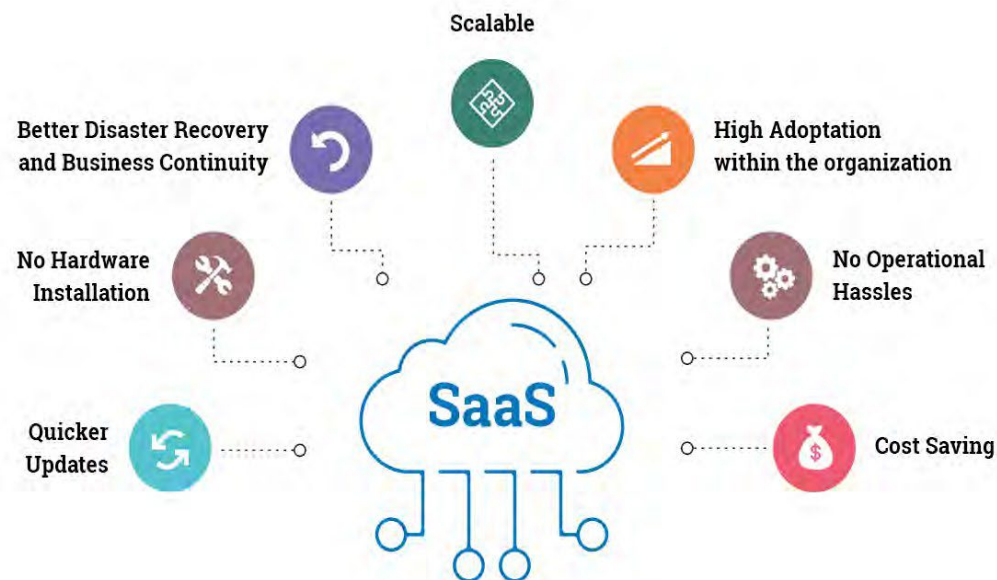 Scalable
Better Disaster Recovery
and Business Continuity
High Adoptation
within the organization
No Hardware
Installation
No Operational
Hassles
SaaS
Quicker
Updates
$
Cost Saving